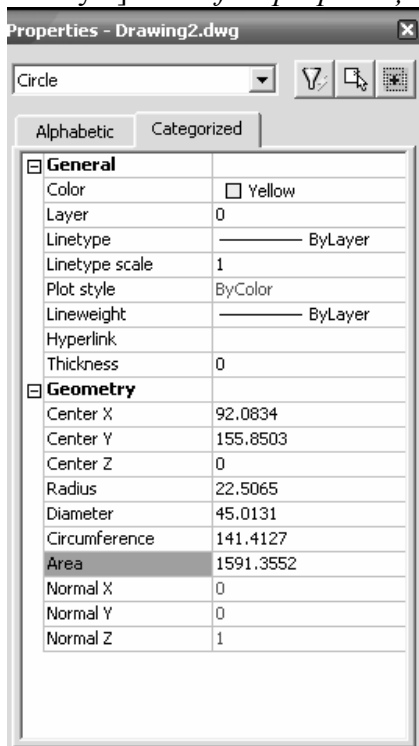 Properties - Drawing2.dwg
Circle
Alphabetic Categorized
General
Color Yellow
Layer 0
Linetype ByLayer
Linetype scale 1
Plot style ByColor
Lineweight ByLayer
Hyperlink
Thickness 0
Geometry
Center X 92.0834
Center Y 155.8503
Center Z 0
Radius 22.5065
Diameter 45.0131
Circumference 141.4127
Area 1591.3552
Normal X 0
Normal Y 0
Normal Z 1